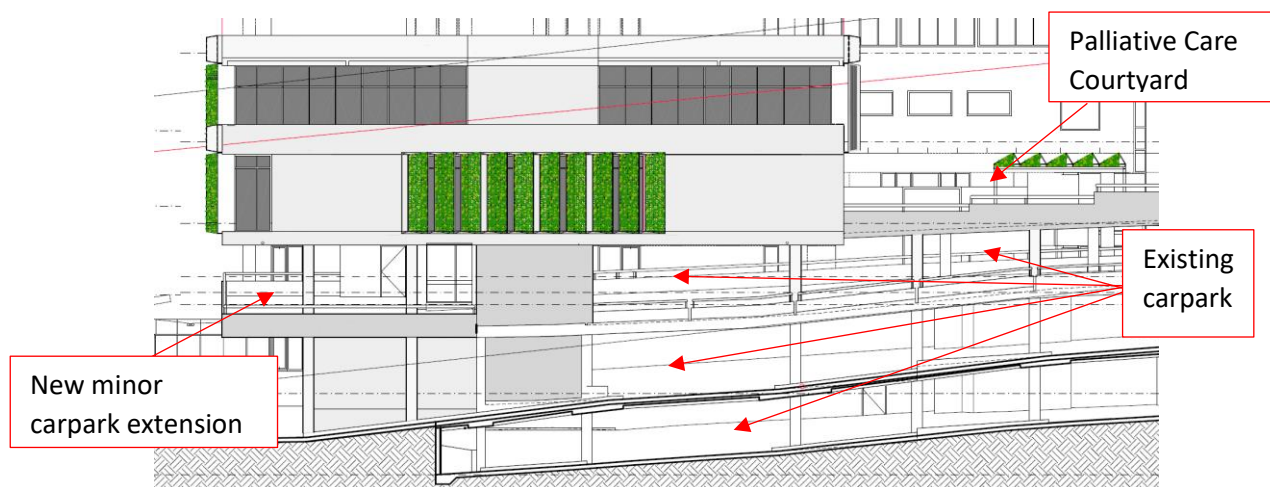 Palliative Care
Courtyard
Existing
carpark
New minor
carpark extension